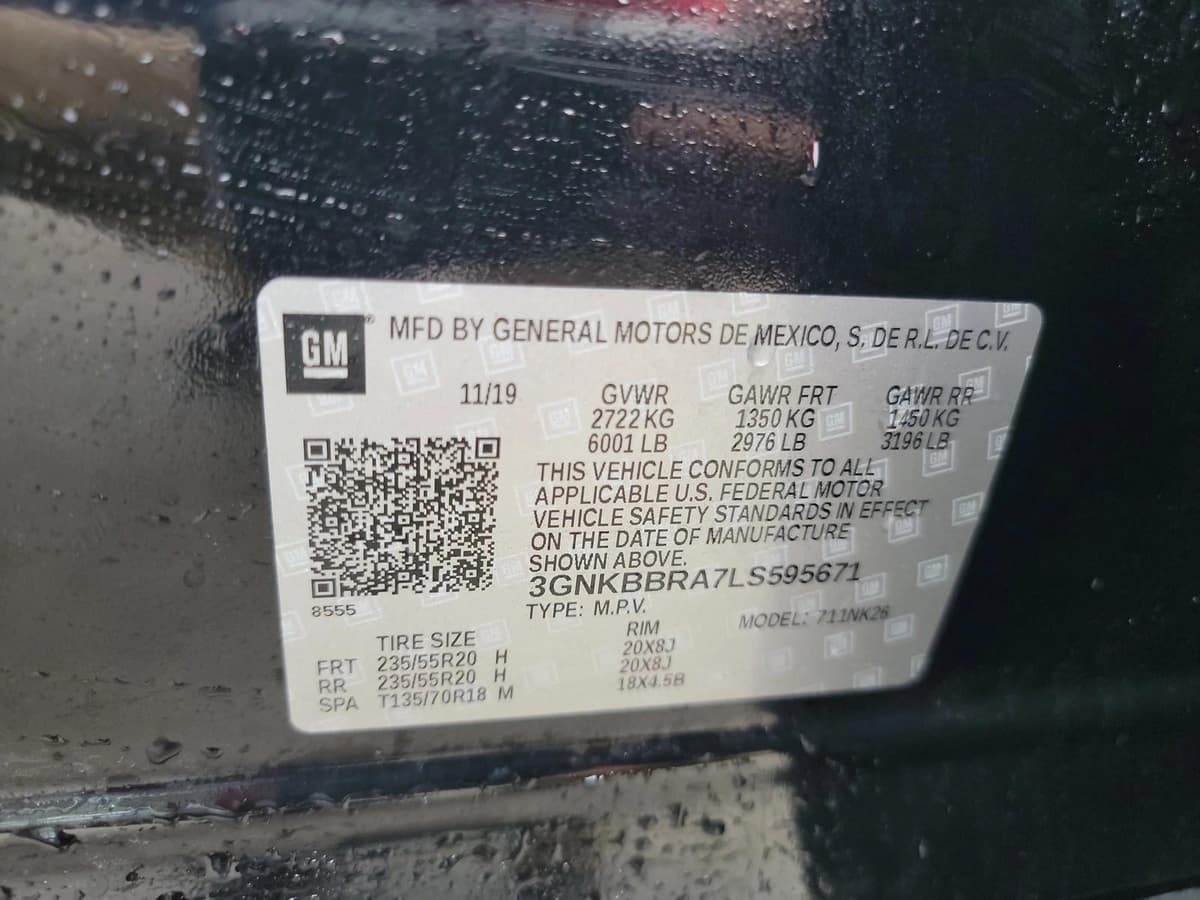 GM ® MFD BY GENERAL MOTORS DE MEXICO, S. DE R.L. DE C.V.
11/19 GVWR GAWR FRT GAWR RR
2722 KG 1350 KG 1450 KG
6001 LB 2976 LB 3196 LB
THIS VEHICLE CONFORMS TO ALL
APPLICABLE U.S. FEDERAL MOTOR
VEHICLE SAFETY STANDARDS IN EFFECT
ON THE DATE OF MANUFACTURE
SHOWN ABOVE.
3GNKBBRA7LS595671
8555
TYPE: M.P.V. MODEL: 711NK26
TIRE SIZE RIM
FRT 235/55R20 H 20X8J
RR 235/55R20 H 20X8J
SPA T135/70R18 M 18X4.5B